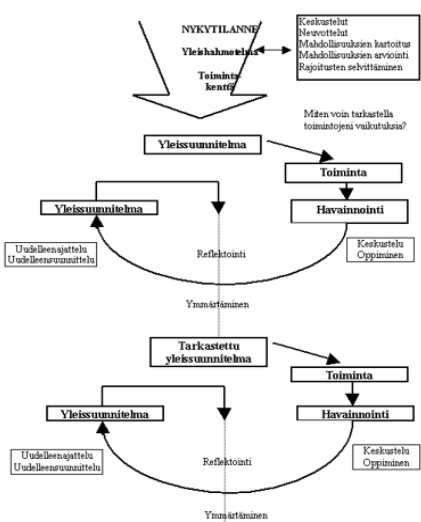 NYKYTILANNE
Yleishahmotelma
Toiminta-
kenttä
Keskustelut
Neuvottelut
Mahdollisuuksien kartoitus
Mahdollisuuksien arviointi
Rajoitusten selvittäminen
Miten voin tarkastella
toimintojeni vaikutuksia?
Yleissuunnitelma
Toiminta
Yleissuunnitelma
Havainnointi
Uudelleenajattelu
Uudelleensuunnittelu
Reflektointi
Keskustelu
Oppiminen
Ymmärtäminen
Tarkastettu
yleissuunnitelma
Toiminta
Yleissuunnitelma
Havainnointi
Uudelleenajattelu
Uudelleensuunnittelu
Reflektointi
Keskustelu
Oppiminen
Ymmärtäminen